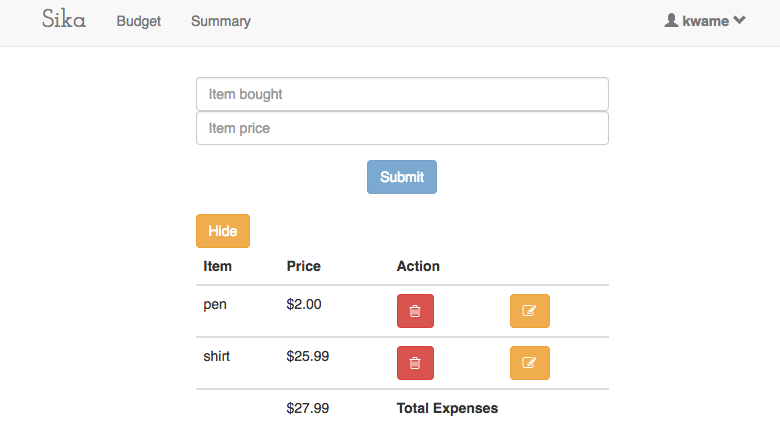 Sika Budget Summary kwame
Item bought
Item price
Submit
Hide
Item Price Action
pen $2.00
shirt $25.99
$27.99 Total Expenses